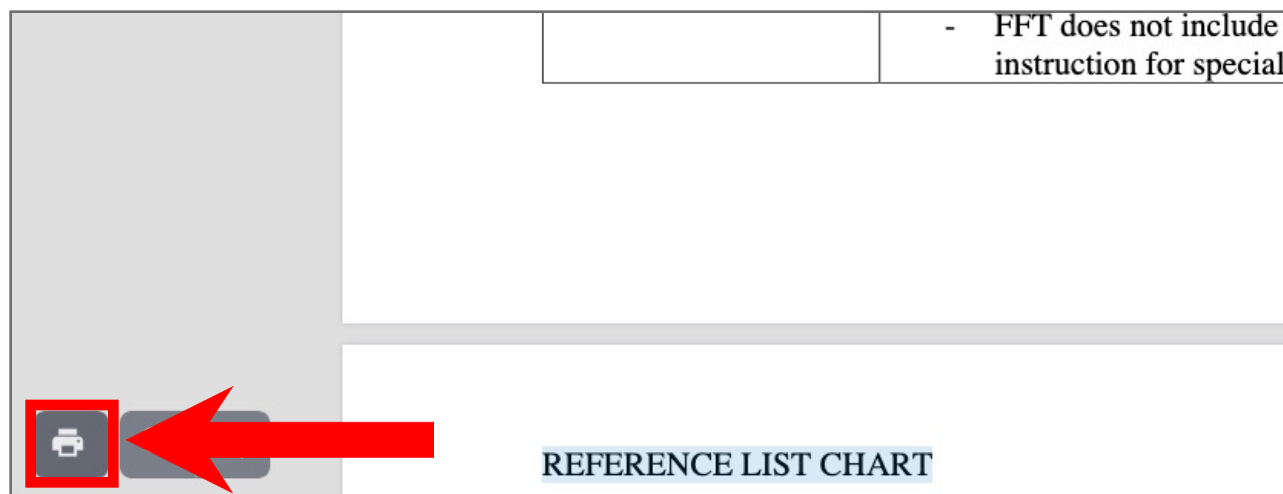 - FFT does not include
instruction for special
REFERENCE LIST CHART